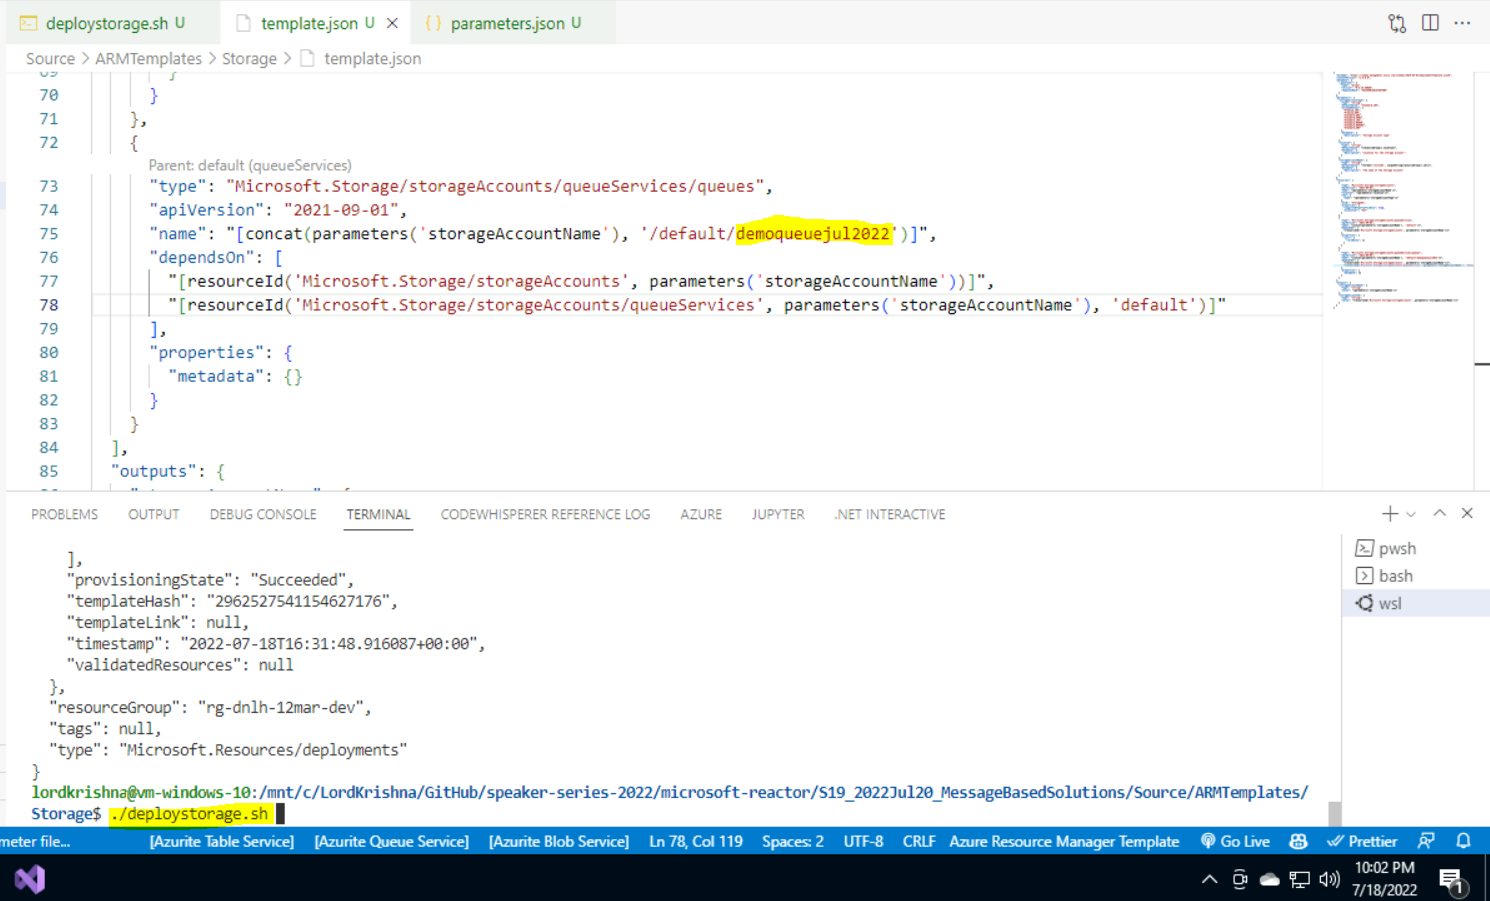 deploystorage.sh U
template.json U
parameters.json U
Source > ARMTemplates > Storage > template.json
69 }
70 }
71 },
72 {
Parent: default (queueServices)
73 "type": "Microsoft.Storage/storageAccounts/queueServices/queues",
74 "apiVersion": "2021-09-01",
75 "name": "[concat(parameters('storageAccountName'), '/default/demoqueuejul2022')]",
76 "dependsOn": [
77 "[resourceId('Microsoft.Storage/storageAccounts', parameters('storageAccountName'))]",
78 "[resourceId('Microsoft.Storage/storageAccounts/queueServices', parameters('storageAccountName'), 'default')]"
79 ],
80 "properties": {
81 "metadata": {}
82 }
83 }
84 ],
85 "outputs": {
PROBLEMS OUTPUT DEBUG CONSOLE TERMINAL CODEWHISPERER REFERENCE LOG AZURE JUPYTER .NET INTERACTIVE
],
"provisioningState": "Succeeded",
"templateHash": "2962527541154627176",
"templateLink": null,
"timestamp": "2022-07-18T16:31:48.916087+00:00",
"validatedResources": null
},
"resourceGroup": "rg-dnlh-12mar-dev",
"tags": null,
"type": "Microsoft.Resources/deployments"
}
lordkrishna@vm-windows-10:/mnt/c/LordKrishna/GitHub/speaker-series-2022/microsoft-reactor/S19_2022Jul20_MessageBasedSolutions/Source/ARMTemplates/
Storage$ ./deploystorage.sh
pwsh
bash
wsl
meter file... [Azurite Table Service] [Azurite Queue Service] [Azurite Blob Service] Ln 78, Col 119 Spaces: 2 UTF-8 CRLF Azure Resource Manager Template Go Live Prettier
10:02 PM
7/18/2022
1